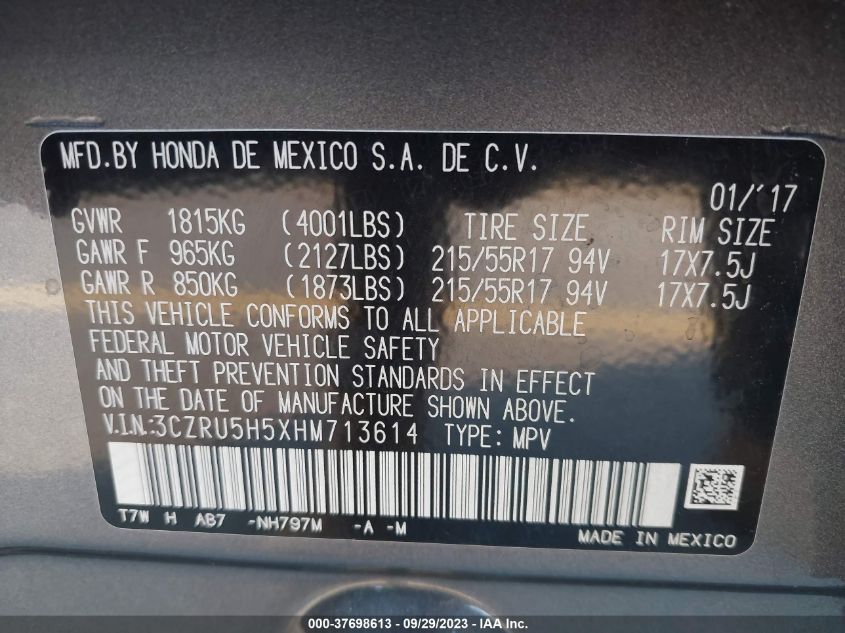 MFD.BY HONDA DE MEXICO S.A. DE C.V.
01/'17
GVWR 1815KG (4001LBS) TIRE SIZE RIM SIZE
GAWR F 965KG (2127LBS) 215/55R17 94V 17X7.5J
GAWR R 850KG (1873LBS) 215/55R17 94V 17X7.5J
THIS VEHICLE CONFORMS TO ALL APPLICABLE
FEDERAL MOTOR VEHICLE SAFETY
AND THEFT PREVENTION STANDARDS IN EFFECT
ON THE DATE OF MANUFACTURE SHOWN ABOVE.
V.I.N.:3CZRU5H5XHM713614 TYPE: MPV
T7W H AB7 -NH797M -A -M
MADE IN MEXICO
000-37698613 - 09/29/2023 - IAA Inc.